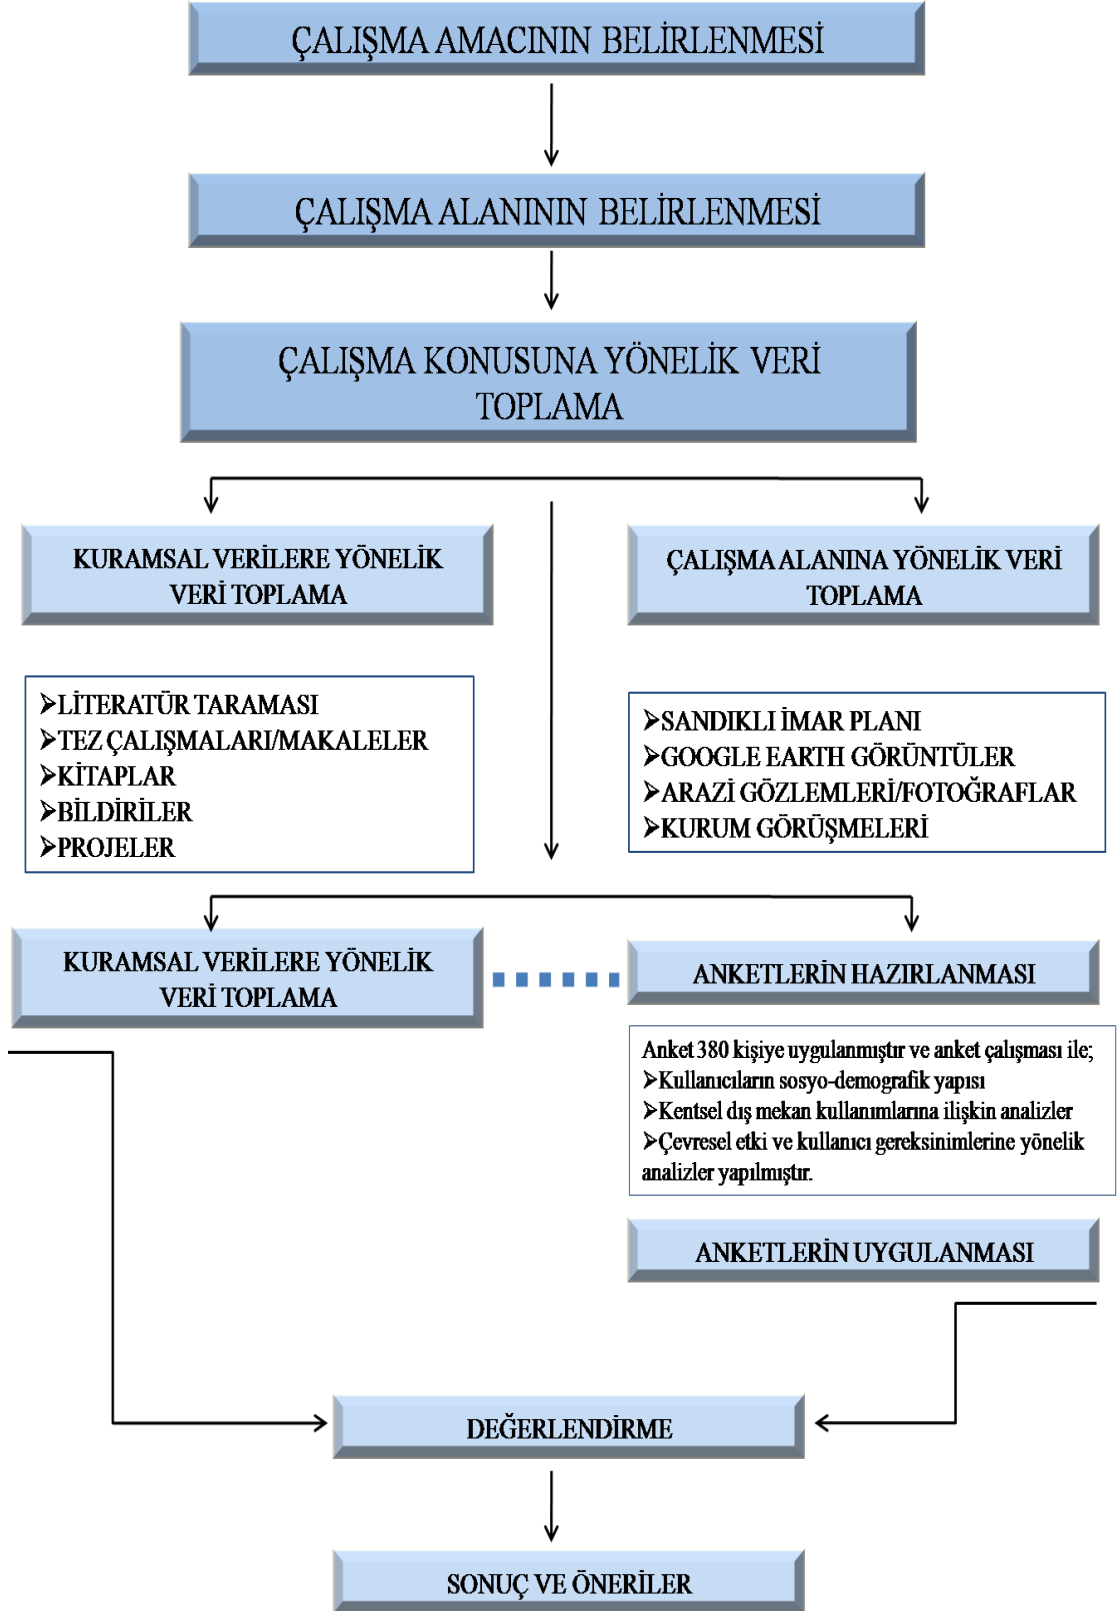 ÇALIŞMA AMACININ BELİRLENMESİ
ÇALIŞMA ALANININ BELİRLENMESİ
ÇALIŞMA KONUSUNA YÖNELİK VERİ
TOPLAMA
KURAMSAL VERİLERE YÖNELİK
VERİ TOPLAMA
ÇALIŞMA ALANINA YÖNELİK VERİ
TOPLAMA
➢LİTERATÜR TARAMASI
➢TEZ ÇALIŞMALARI/MAKALELER
➢KİTAPLAR
➢BİLDİRİLER
➢PROJELER
➢SANDIKLI İMAR PLANI
➢GOOGLE EARTH GÖRÜNTÜLER
➢ARAZİ GÖZLEMLERİ/FOTOĞRAFLAR
➢KURUM GÖRÜŞMELERİ
KURAMSAL VERİLERE YÖNELİK
VERİ TOPLAMA
ANKETLERİN HAZIRLANMASI
Anket 380 kişiye uygulanmıştır ve anket çalışması ile;
➢Kullanıcıların sosyo-demografik yapısı
➢Kentsel dış mekan kullanımlarına ilişkin analizler
➢Çevresel etki ve kullanıcı gereksinimlerine yönelik
analizler yapılmıştır.
ANKETLERİN UYGULANMASI
DEĞERLENDİRME
SONUÇ VE ÖNERİLER